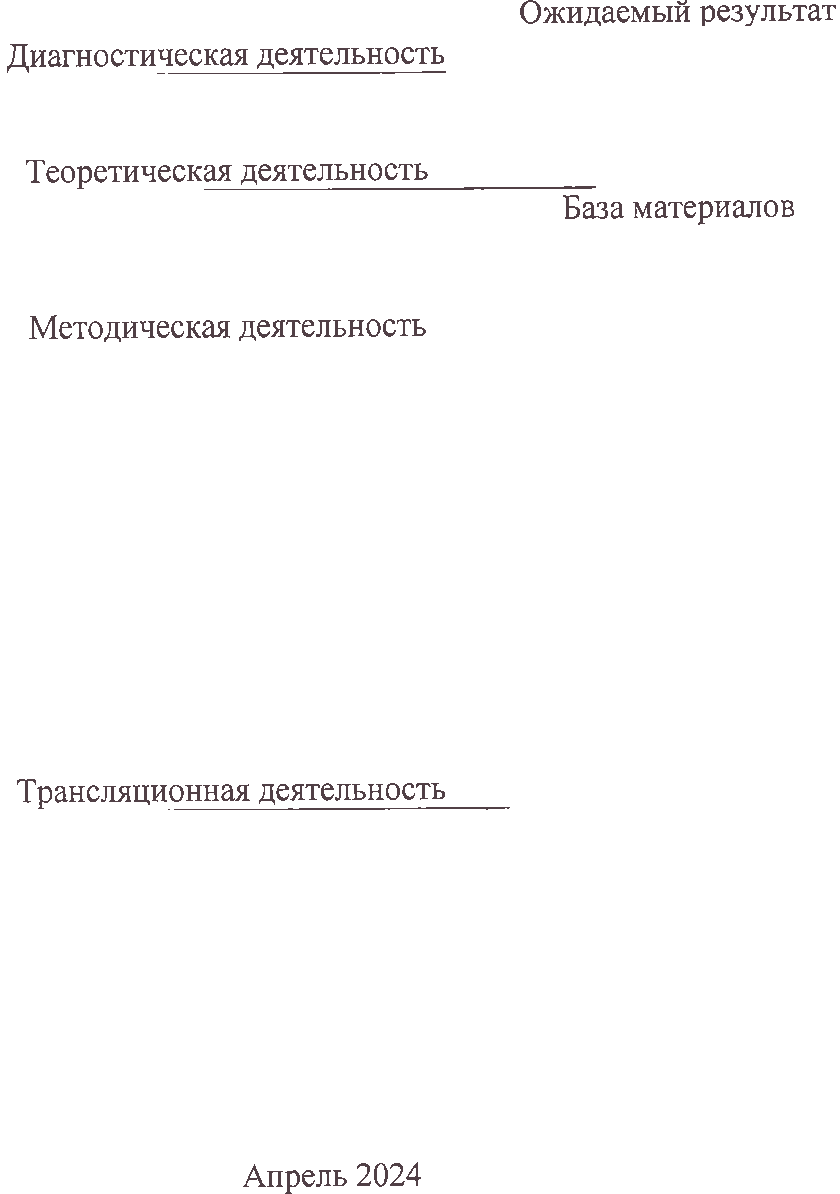 Ожидаемый результат
Диагностическая деятельность
Теоретическая деятельность
База материалов
Методическая деятельность
Трансляционная деятельность
Апрель 2024